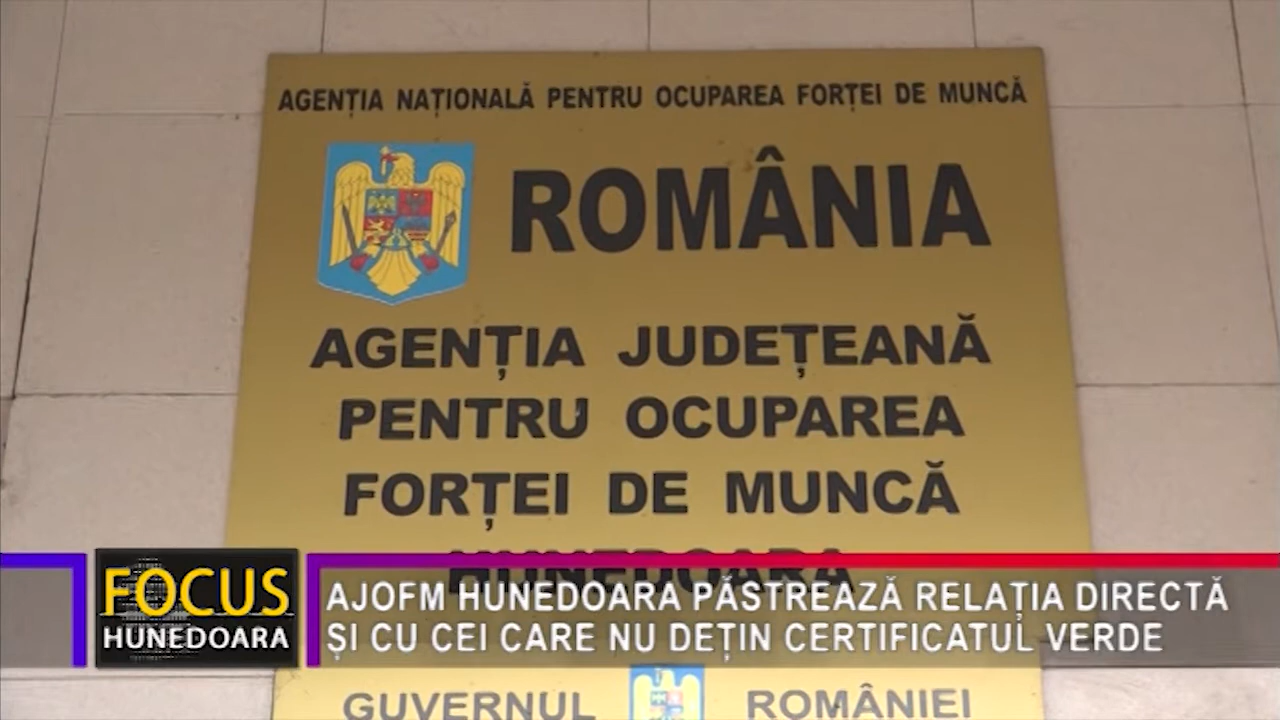 AGENȚIA NAȚIONALĂ PENTRU OCUPAREA FORȚEI DE MUNCĂ
ROMÂNIA
AGENȚIA JUDEȚEANĂ
PENTRU OCUPAREA
FORȚEI DE MUNCĂ
HUNEDOARA
FOCUS
HUNEDOARA
AJOFM HUNEDOARA PĂSTREAZĂ RELAȚIA DIRECTĂ
ȘI CU CEI CARE NU DEȚIN CERTIFICATUL VERDE
GUVERNUL ROMÂNIEI